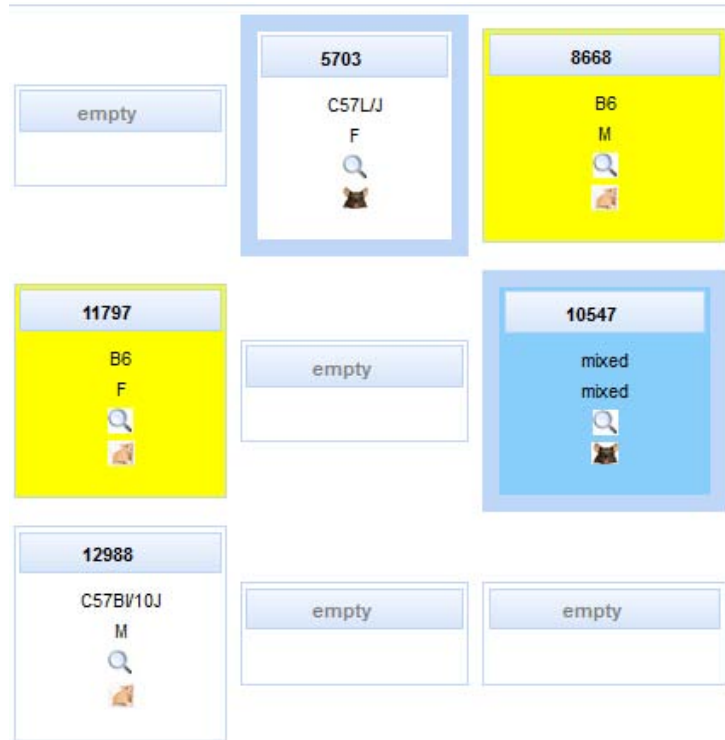 empty
5703
C57L/J
F
8668
B6
M
11797
B6
F
empty
10547
mixed
mixed
12988
C57Bl/10J
M
empty
empty